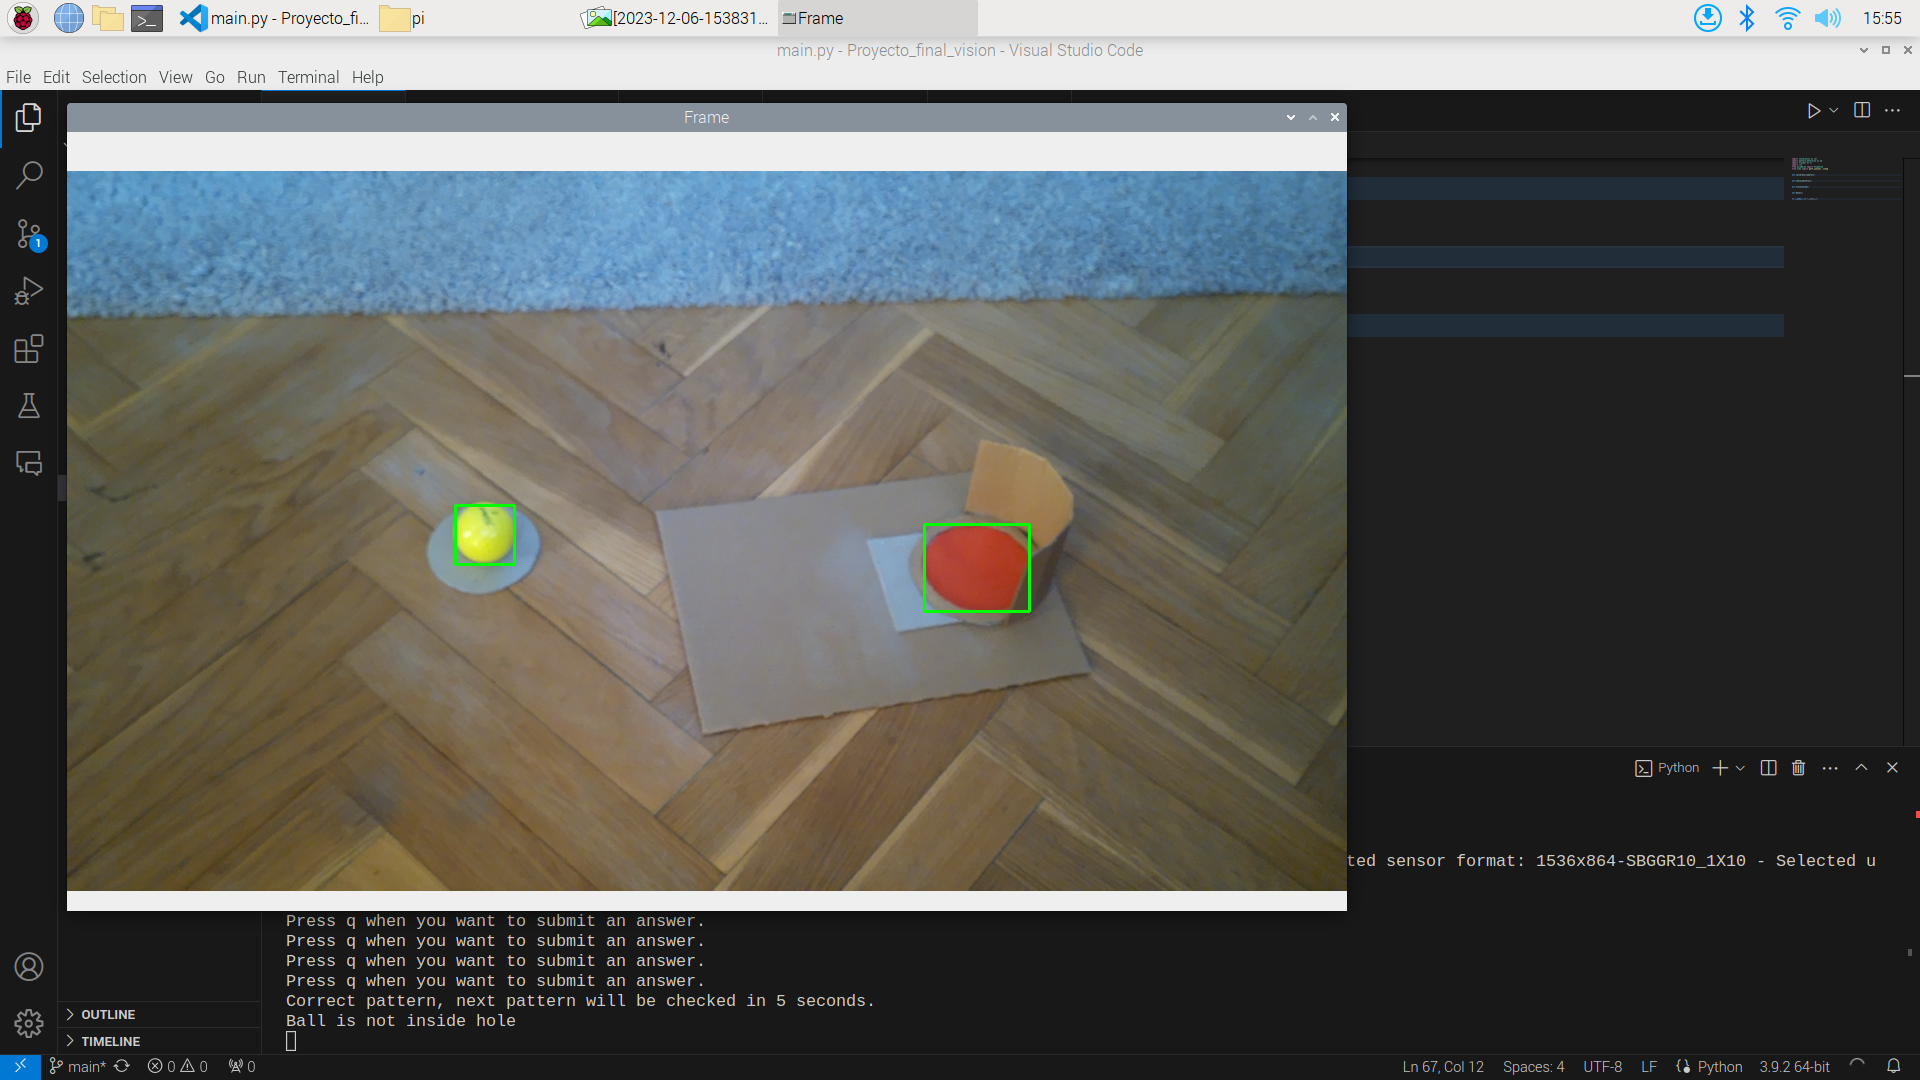 main.py - Proyecto_fi...
pi
[2023-12-06-153831...
Frame
15:55
main.py - Proyecto_final_vision - Visual Studio Code
File Edit Selection View Go Run Terminal Help
Frame
1
Python
ted sensor format: 1536x864-SBGGR10_1X10 - Selected u
Press q when you want to submit an answer.
Press q when you want to submit an answer.
Press q when you want to submit an answer.
Press q when you want to submit an answer.
Correct pattern, next pattern will be checked in 5 seconds.
Ball is not inside hole
OUTLINE
TIMELINE
main* 0 0 0 Ln 67, Col 12 Spaces: 4 UTF-8 LF Python 3.9.2 64-bit